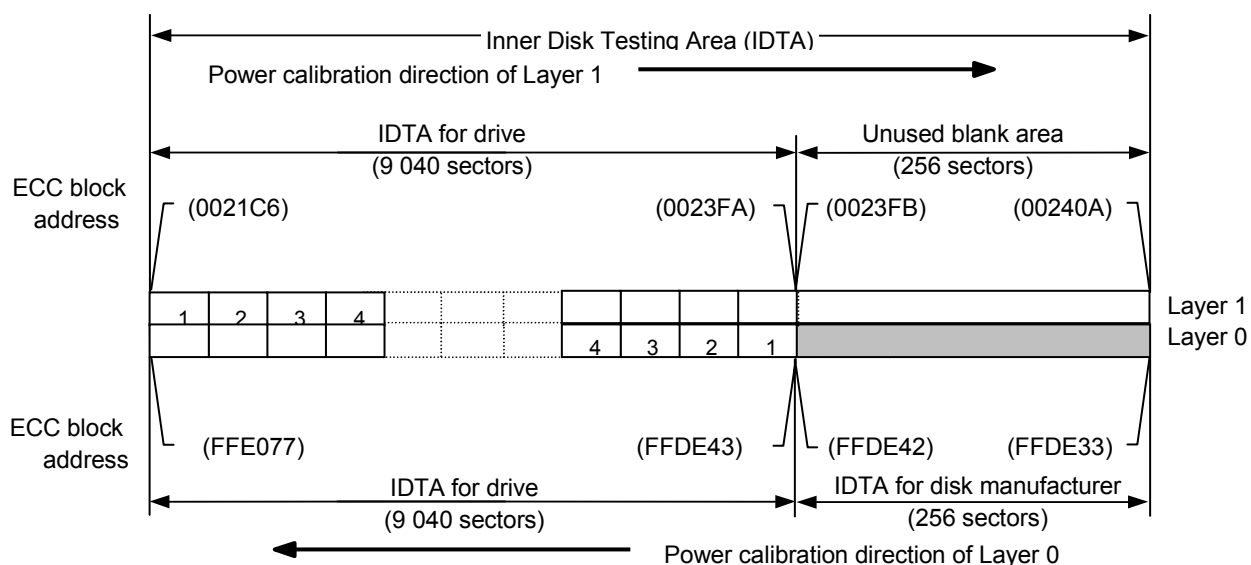 Inner Disk Testing Area (IDTA)
Power calibration direction of Layer 1
IDTA for drive
(9 040 sectors)
Unused blank area
(256 sectors)
ECC block
address
(0021C6)
(0023FA)
(0023FB)
(00240A)
1 2 3 4
Layer 1
4 3 2 1
Layer 0
ECC block
address
(FFE077)
(FFDE43)
(FFDE42)
(FFDE33)
IDTA for drive
(9 040 sectors)
IDTA for disk manufacturer
(256 sectors)
Power calibration direction of Layer 0